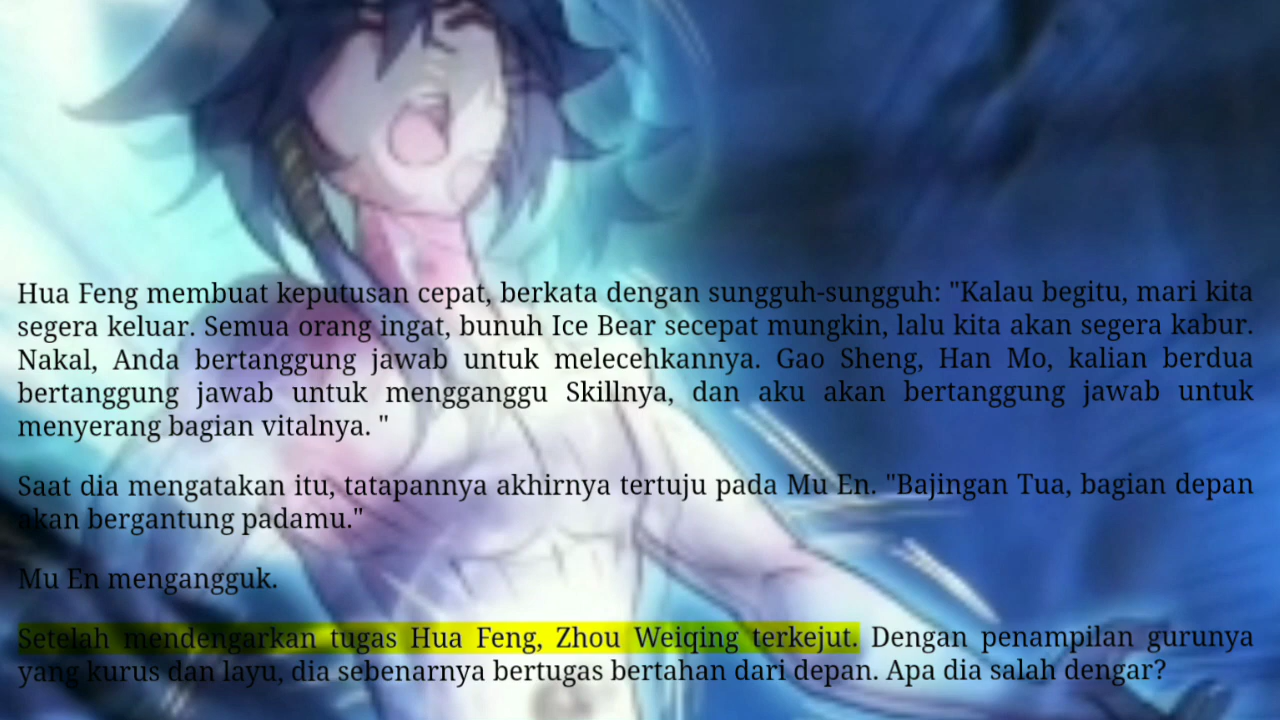 Hua Feng membuat keputusan cepat, berkata dengan sungguh-sungguh: "Kalau begitu, mari kita
segera keluar. Semua orang ingat, bunuh Ice Bear secepat mungkin, lalu kita akan segera kabur.
Nakal, Anda bertanggung jawab untuk melecehkannya. Gao Sheng, Han Mo, kalian berdua
bertanggung jawab untuk mengganggu Skillnya, dan aku akan bertanggung jawab untuk
menyerang bagian vitalnya. "
Saat dia mengatakan itu, tatapannya akhirnya tertuju pada Mu En. "Bajingan Tua, bagian depan
akan bergantung padamu."
Mu En mengangguk.
Setelah mendengarkan tugas Hua Feng, Zhou Weiqing terkejut. Dengan penampilan gurunya
yang kurus dan layu, dia sebenarnya bertugas bertahan dari depan. Apa dia salah dengar?